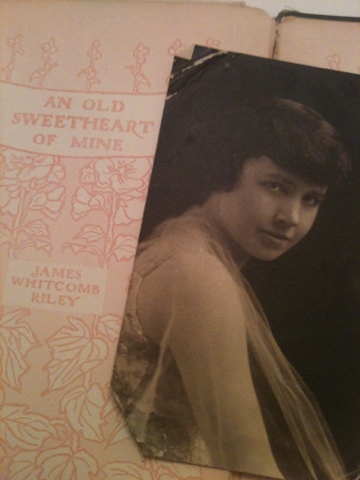 AN OLD
SWEETHEART
OF MINE
JAMES
WHITCOMB
RILEY